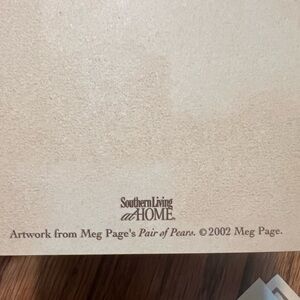 Southern Living
at HOME
Artwork from Meg Page's Pair of Pears. ©2002 Meg Page.